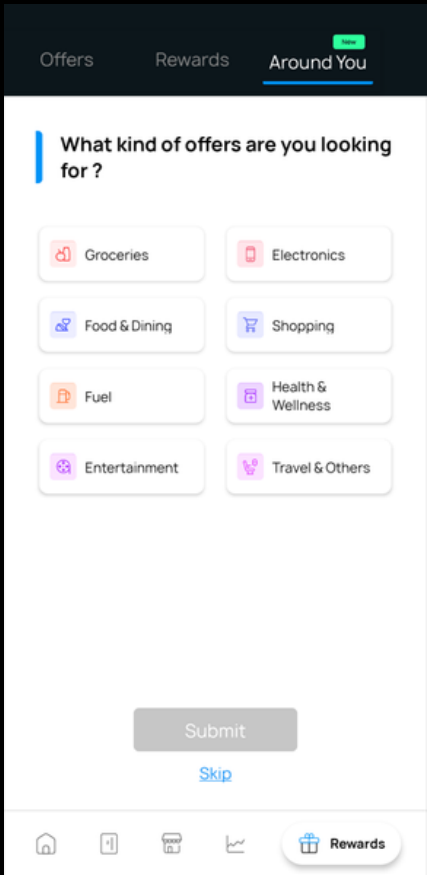 New
Offers Rewards Around You
What kind of offers are you looking
for ?
Groceries
Electronics
Food & Dining
Shopping
Fuel
Health &
Wellness
Entertainment
Travel & Others
Submit
Skip
Rewards